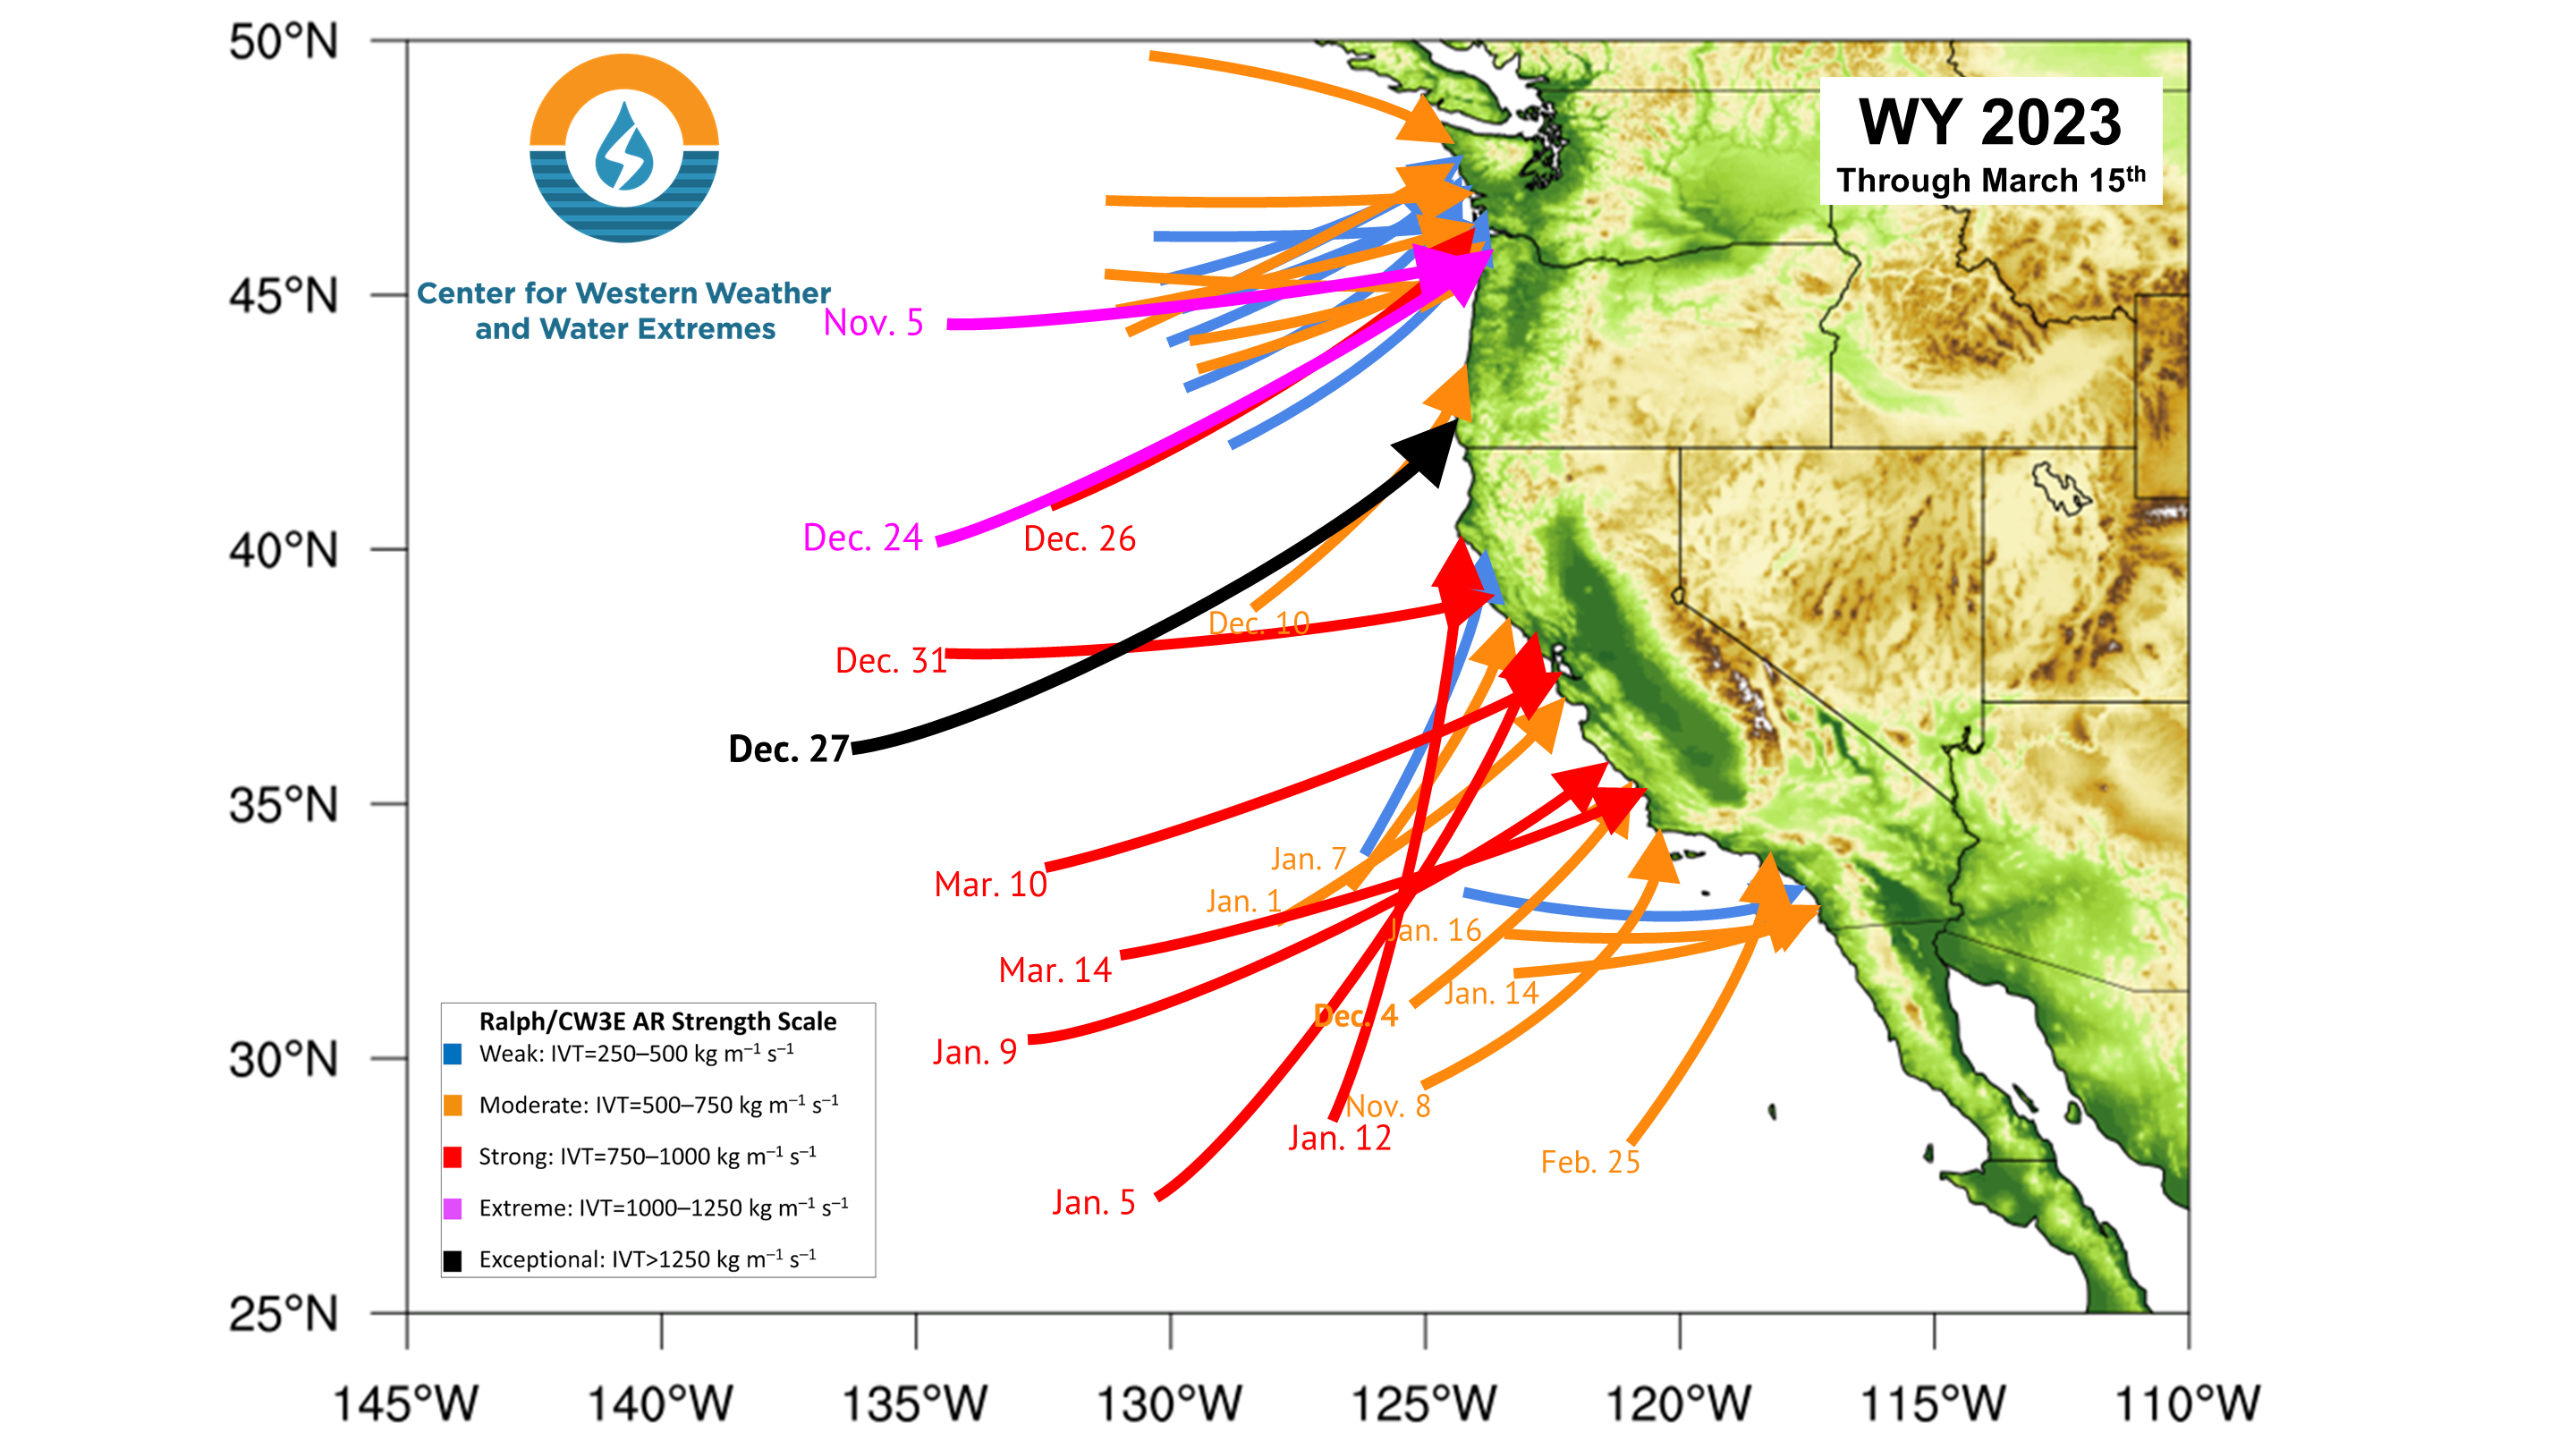 50°N
45°N
40°N
35°N
30°N
25°N
145°W
140°W
135°W
130°W
125°W
120°W
115°W
110°W
WY 2023
Through March 15th
Center for Western Weather
and Water Extremes
Nov. 5
Dec. 24
Dec. 26
Dec. 10
Dec. 31
Dec. 27
Jan. 7
Mar. 10
Jan. 1
Jan. 16
Mar. 14
Jan. 14
Dec. 4
Jan. 9
Nov. 8
Jan. 12
Feb. 25
Jan. 5
Ralph/CW3E AR Strength Scale
Weak: IVT=250–500 kg m⁻¹ s⁻¹
Moderate: IVT=500–750 kg m⁻¹ s⁻¹
Strong: IVT=750–1000 kg m⁻¹ s⁻¹
Extreme: IVT=1000–1250 kg m⁻¹ s⁻¹
Exceptional: IVT>1250 kg m⁻¹ s⁻¹